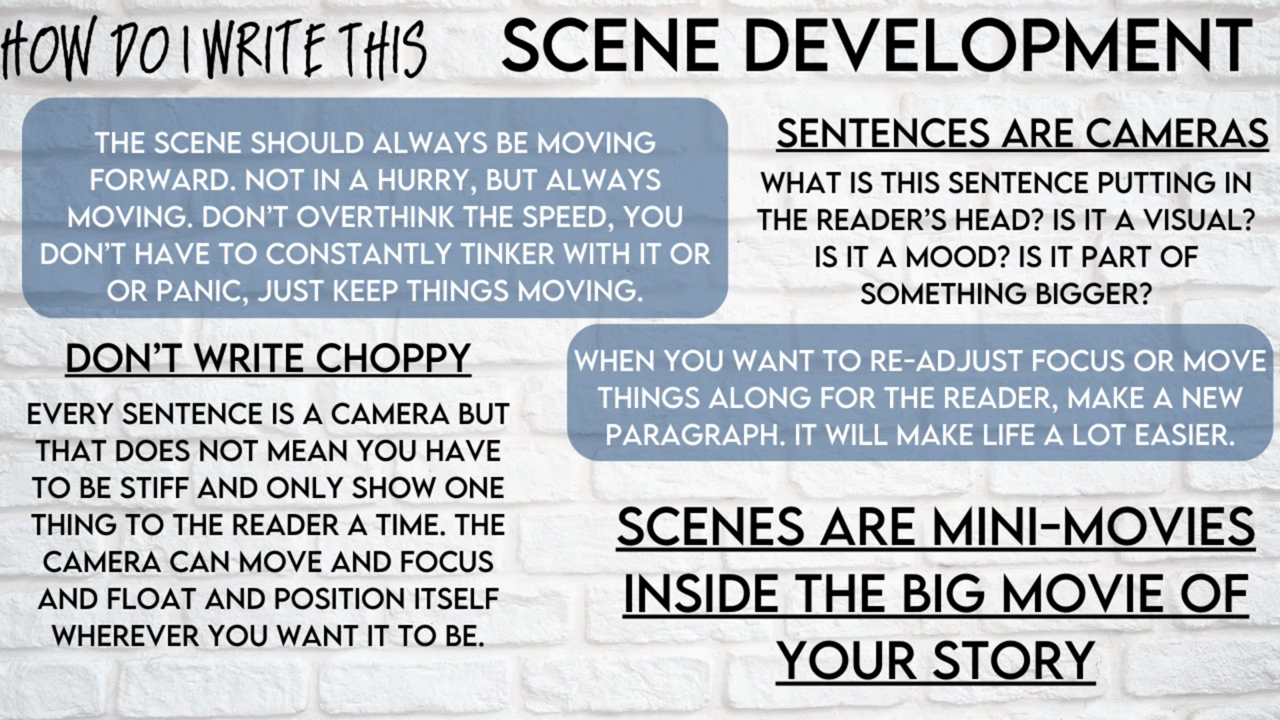 HOW DO I WRITE THIS
SCENE DEVELOPMENT
THE SCENE SHOULD ALWAYS BE MOVING
FORWARD. NOT IN A HURRY, BUT ALWAYS
MOVING. DON'T OVERTHINK THE SPEED, YOU
DON'T HAVE TO CONSTANTLY TINKER WITH IT OR
OR PANIC, JUST KEEP THINGS MOVING.
SENTENCES ARE CAMERAS
WHAT IS THIS SENTENCE PUTTING IN
THE READER'S HEAD? IS IT A VISUAL?
IS IT A MOOD? IS IT PART OF
SOMETHING BIGGER?
DON'T WRITE CHOPPY
EVERY SENTENCE IS A CAMERA BUT
THAT DOES NOT MEAN YOU HAVE
TO BE STIFF AND ONLY SHOW ONE
THING TO THE READER A TIME. THE
CAMERA CAN MOVE AND FOCUS
AND FLOAT AND POSITION ITSELF
WHEREVER YOU WANT IT TO BE.
WHEN YOU WANT TO RE-ADJUST FOCUS OR MOVE
THINGS ALONG FOR THE READER, MAKE A NEW
PARAGRAPH. IT WILL MAKE LIFE A LOT EASIER.
SCENES ARE MINI-MOVIES
INSIDE THE BIG MOVIE OF
YOUR STORY